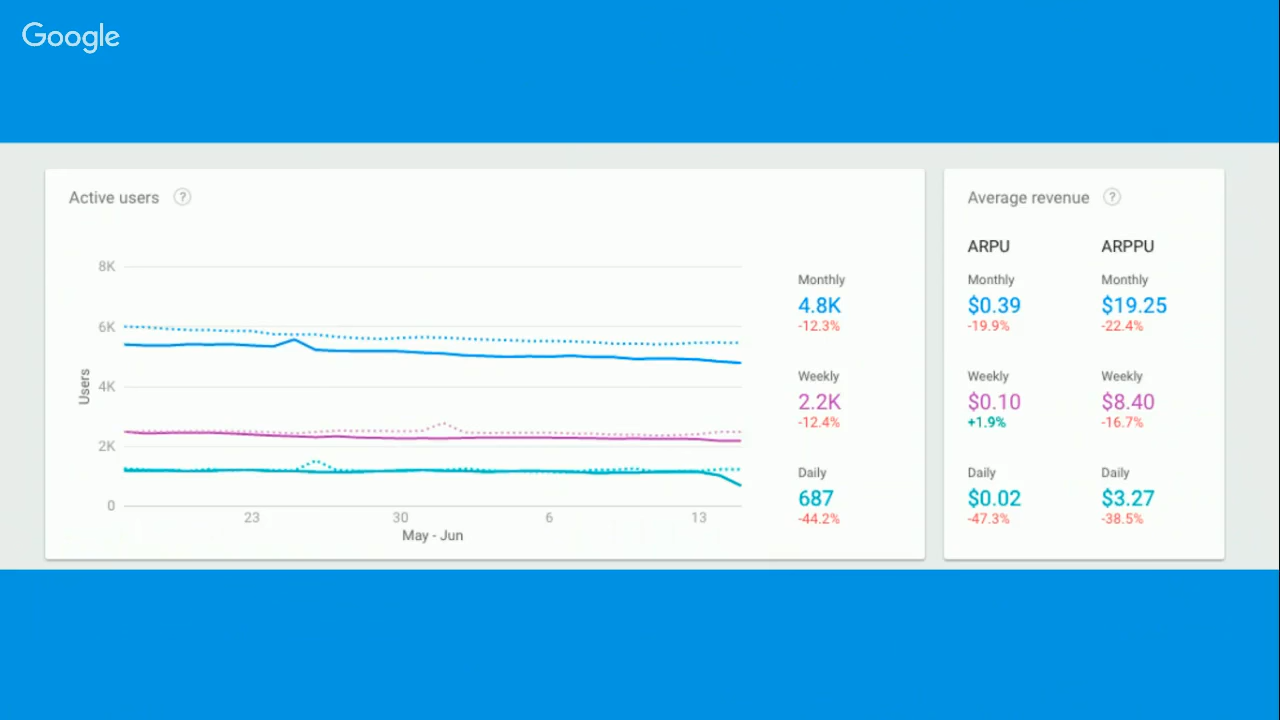 Google
Active users ?
8K
6K
4K
2K
0
Users
23 30 6 13
May - Jun
Monthly
4.8K
-12.3%
Weekly
2.2K
-12.4%
Daily
687
-44.2%
Average revenue ?
ARPU ARPPU
Monthly Monthly
$0.39 $19.25
-19.9% -22.4%
Weekly Weekly
$0.10 $8.40
+1.9% -16.7%
Daily Daily
$0.02 $3.27
-47.3% -38.5%